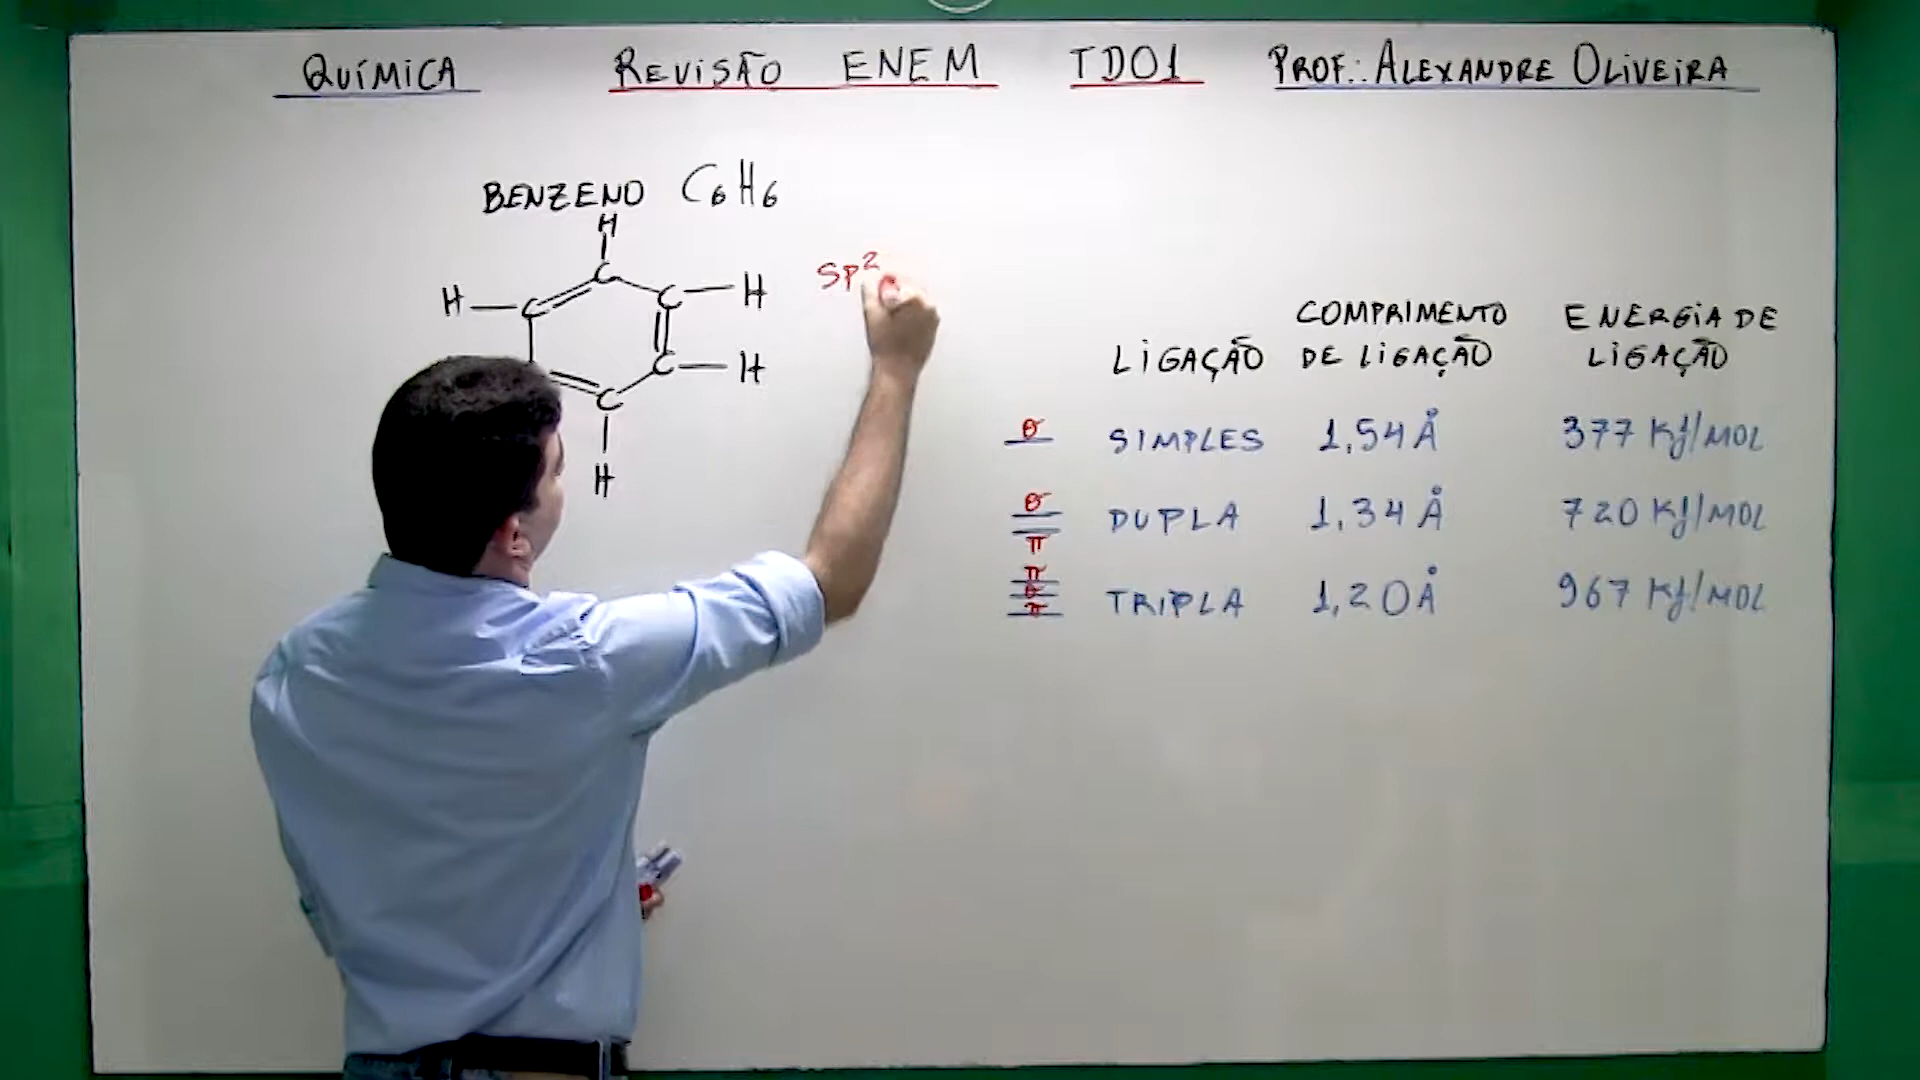 QUÍMICA REVISÃO ENEM TD01 PROF.: ALEXANDRE OLIVEIRA
BENZENO C6H6
H
C
H C C H
C C H
H
sp²
LIGAÇÃO COMPRIMENTO DE LIGAÇÃO ENERGIA DE LIGAÇÃO
σ SIMPLES 1,54 Å 377 KJ/MOL
σ π DUPLA 1,34 Å 720 KJ/MOL
π σ π TRIPLA 1,20 Å 967 KJ/MOL